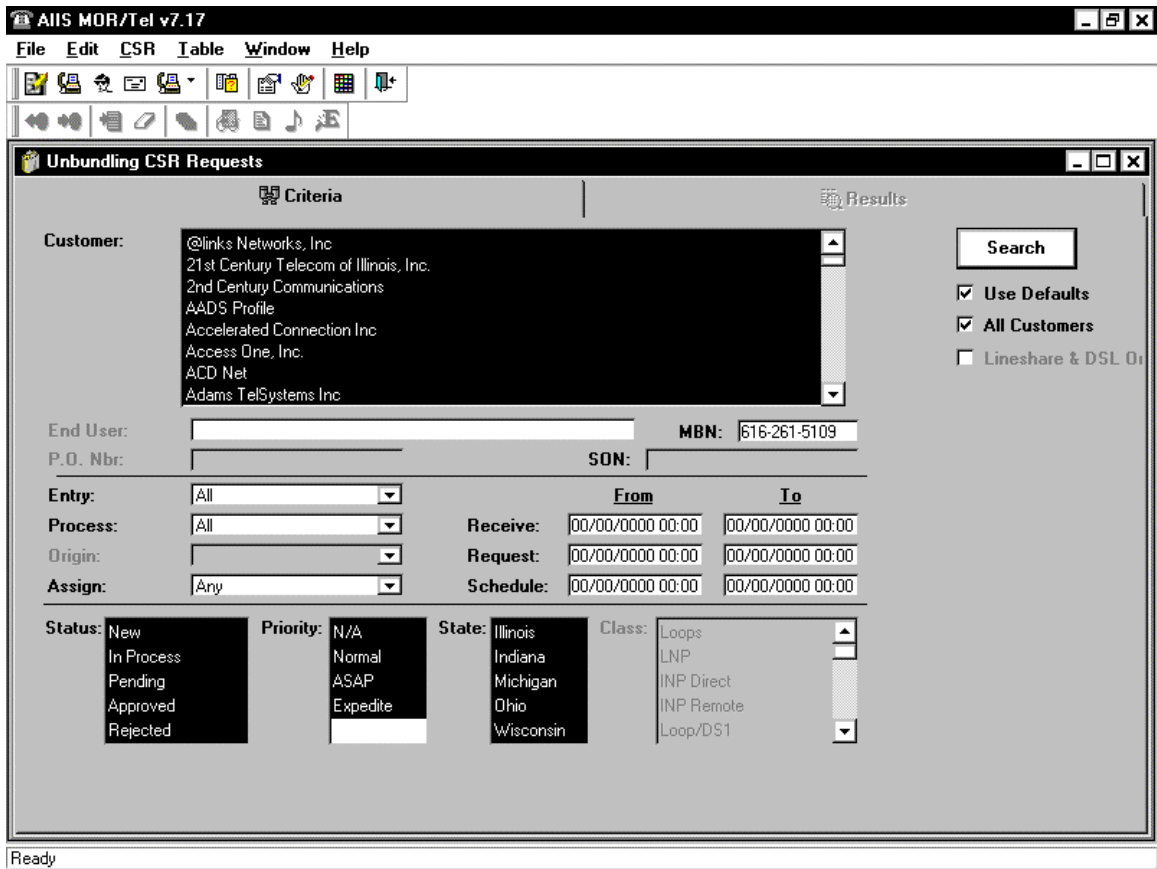 AIIS MOR/Tel v7.17
File Edit CSR Table Window Help
Unbundling CSR Requests
Criteria Results
Customer:
@links Networks, Inc
21st Century Telecom of Illinois, Inc.
2nd Century Communications
AADS Profile
Accelerated Connection Inc
Access One, Inc.
ACD Net
Adams TelSystems Inc
Search
Use Defaults
All Customers
Lineshare & DSL
End User: MBN: 616-261-5109
P.O. Nbr: SON:
Entry: All From To
Process: All Receive: 00/00/0000 00:00 00/00/0000 00:00
Origin: Request: 00/00/0000 00:00 00/00/0000 00:00
Assign: Any Schedule: 00/00/0000 00:00 00/00/0000 00:00
Status: New Priority: N/A State: Illinois Class: Loops
In Process Normal Indiana LNP
Pending ASAP Michigan INP Direct
Approved Expedite Ohio INP Remote
Rejected Wisconsin Loop/DS1
Ready